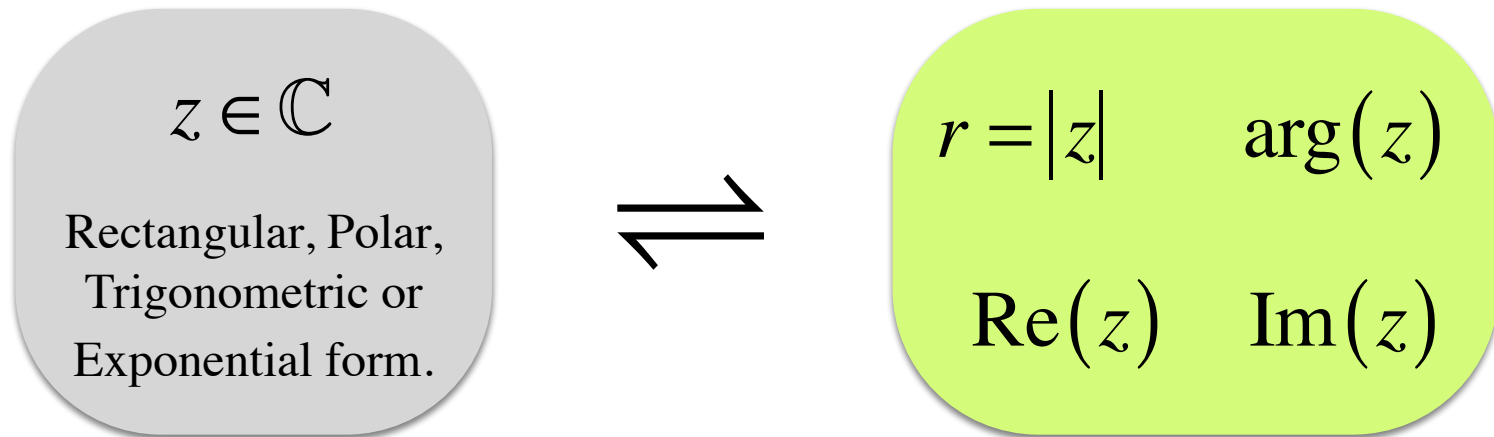 z ∈ ℂ
Rectangular, Polar,
Trigonometric or
Exponential form.
⇌
r = |z| arg(z)
Re(z) Im(z)